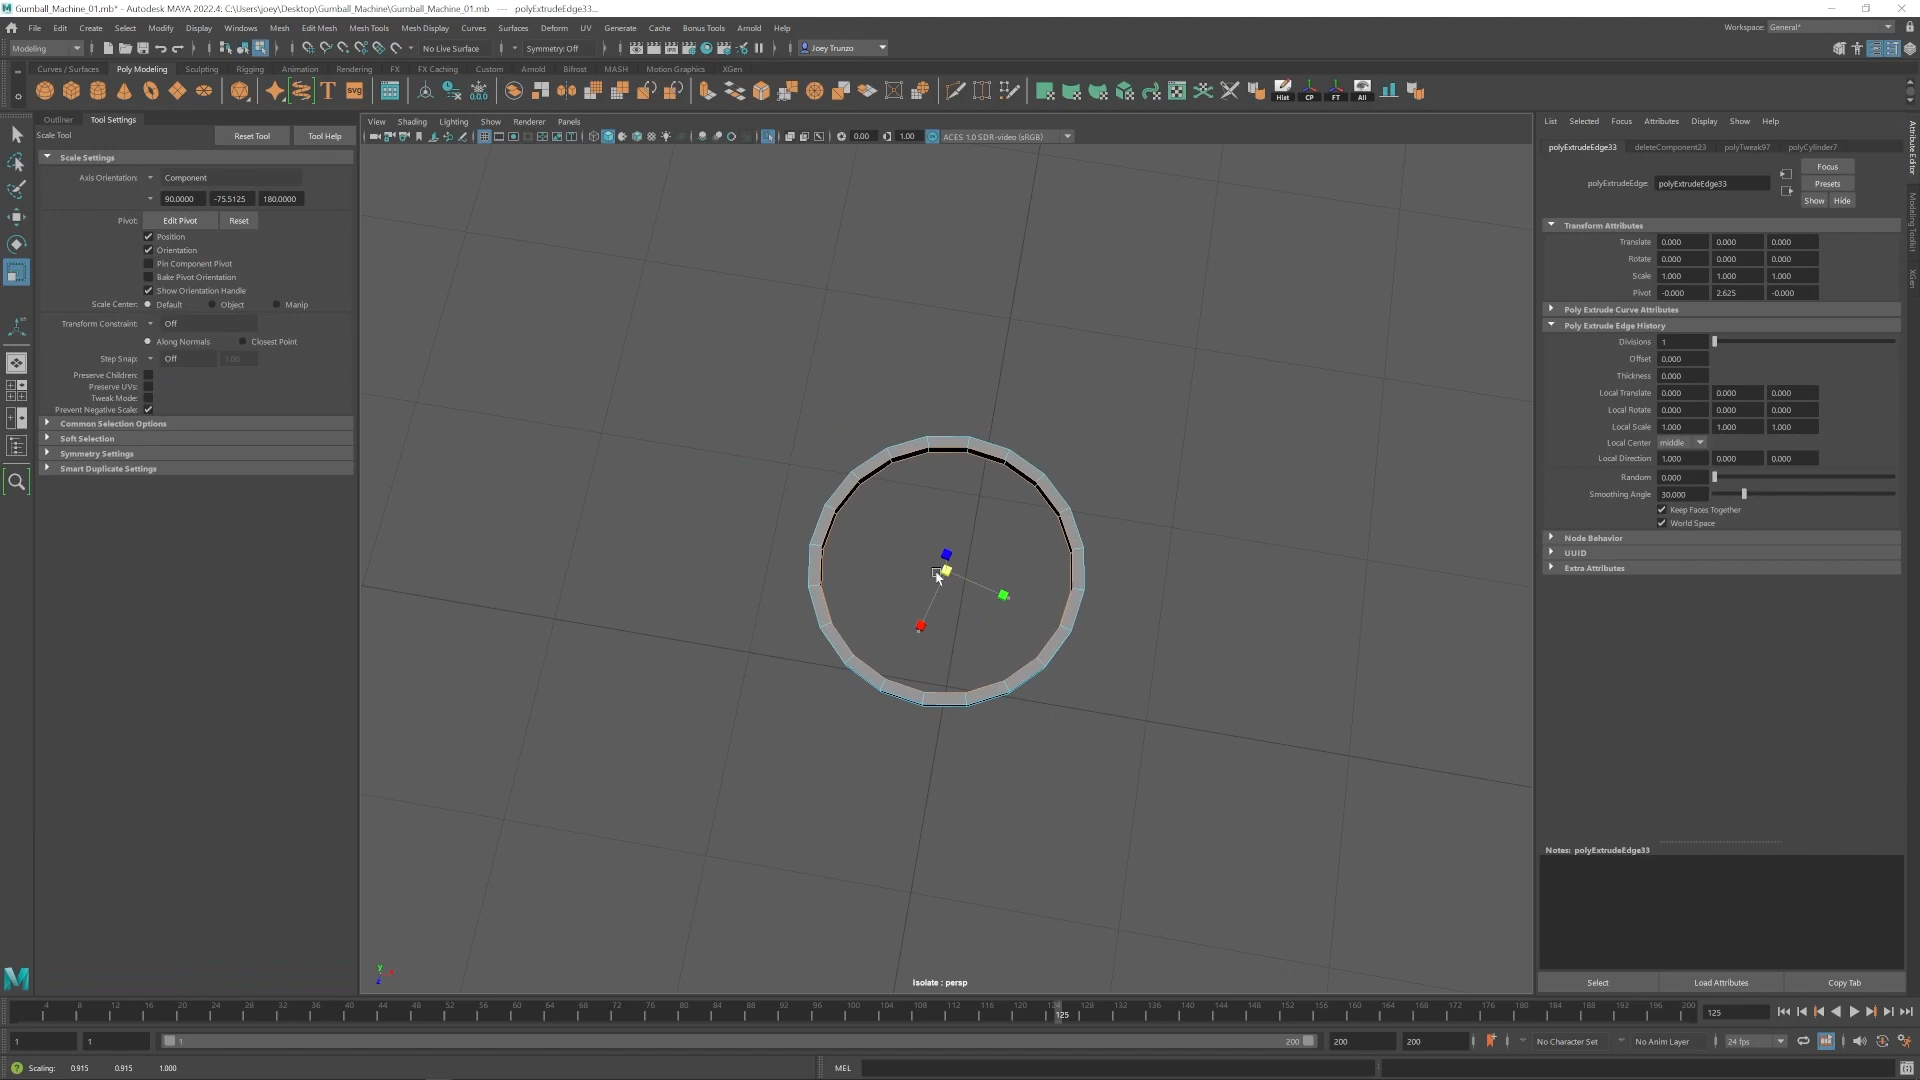 Gumball_Machine_01.mb* - Autodesk MAYA 2022.4: C:\Users\joey\Desktop\Gumball_Machine\Gumball_Machine_01.mb --- polyExtrudeEdge33...
File Edit Create Select Modify Display Windows Mesh Edit Mesh Mesh Tools Mesh Display Curves Surfaces Deform UV Generate Cache Bonus Tools Arnold Help
Workspace: General*
Modeling No Live Surface Symmetry: Off Joey Trunzo
Curves / Surfaces Poly Modeling Sculpting Rigging Animation Rendering FX FX Caching Custom Arnold Bifrost MASH Motion Graphics XGen
SVG Hist CP FT All
Outliner Tool Settings
Scale Tool Reset Tool Tool Help
Scale Settings
Axis Orientation: Component
90.0000 -75.5125 180.0000
Pivot: Edit Pivot Reset
Position
Orientation
Pin Component Pivot
Bake Pivot Orientation
Show Orientation Handle
Scale Center: Default Object Manip
Transform Constraint: Off
Along Normals Closest Point
Step Snap: Off 1.00
Preserve Children:
Preserve UVs:
Tweak Mode:
Prevent Negative Scale:
Common Selection Options
Soft Selection
Symmetry Settings
Smart Duplicate Settings
View Shading Lighting Show Renderer Panels
0.00 1.00 ACES 1.0 SDR-video (sRGB)
y x z
Isolate : persp
List Selected Focus Attributes Display Show Help
polyExtrudeEdge33 deleteComponent23 polyTweak97 polyCylinder7
polyExtrudeEdge: polyExtrudeEdge33
Focus
Presets
Show Hide
Transform Attributes
Translate 0.000 0.000 0.000
Rotate 0.000 0.000 0.000
Scale 1.000 1.000 1.000
Pivot -0.000 2.625 -0.000
Poly Extrude Curve Attributes
Poly Extrude Edge History
Divisions 1
Offset 0.000
Thickness 0.000
Local Translate 0.000 0.000 0.000
Local Rotate 0.000 0.000 0.000
Local Scale 1.000 1.000 1.000
Local Center middle
Local Direction 1.000 0.000 0.000
Random 0.000
Smoothing Angle 30.000
Keep Faces Together
World Space
Node Behavior
UUID
Extra Attributes
Notes: polyExtrudeEdge33
Select Load Attributes Copy Tab
Attribute Editor
Modeling Toolkit
XGen
4 8 12 16 20 24 28 32 36 40 44 48 52 56 60 64 68 72 76 80 84 88 92 96 100 104 108 112 116 120 124 128 132 136 140 144 148 152 156 160 164 168 172 176 180 184 188 192 196 200
125 125
1 1 1 200 200 200 No Character Set No Anim Layer 24 fps
Scaling: 0.915 0.915 1.000 MEL